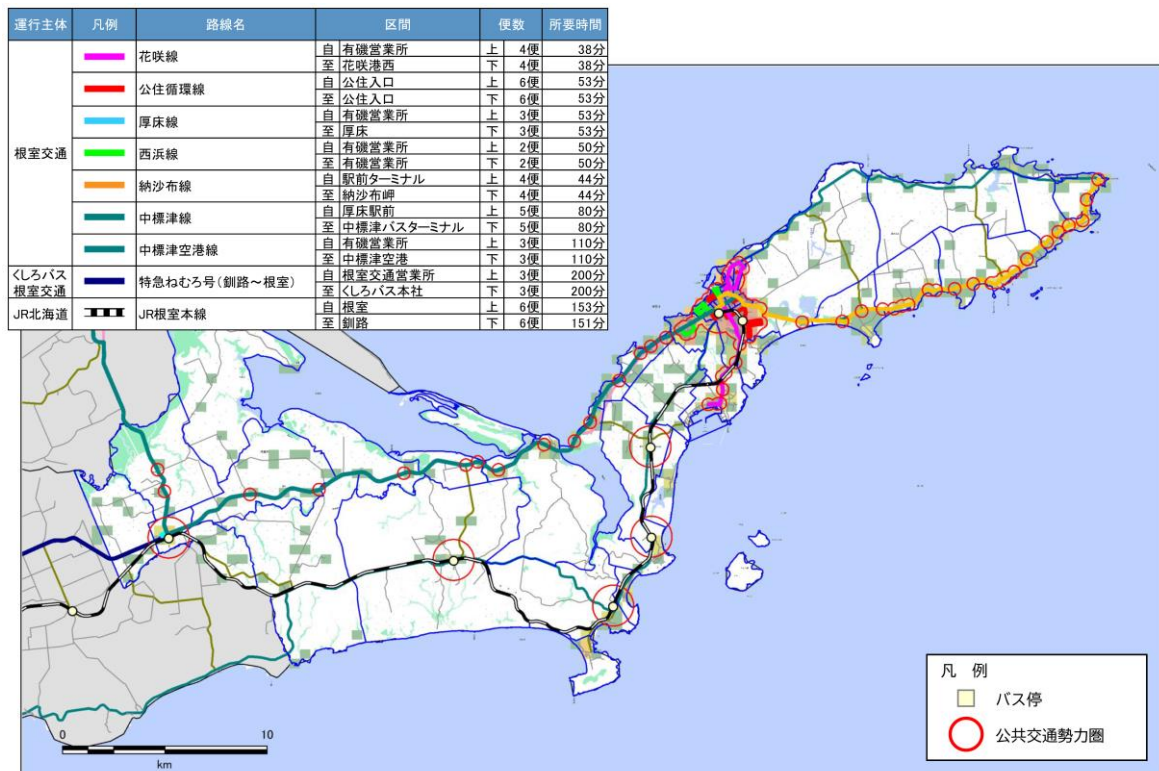 運行主体 凡例 路線名 区間 便数 所要時間
根室交通 花咲線 自 有磯営業所 上 4便 38分
至 花咲港西 下 4便 38分
公住循環線 自 公住入口 上 6便 53分
至 公住入口 下 6便 53分
厚床線 自 有磯営業所 上 3便 53分
至 厚床 下 3便 53分
西浜線 自 有磯営業所 上 2便 50分
至 有磯営業所 下 2便 50分
納沙布線 自 駅前ターミナル 上 4便 44分
至 納沙布岬 下 4便 44分
中標津線 自 厚床駅前 上 5便 80分
至 中標津バスターミナル 下 5便 80分
中標津空港線 自 有磯営業所 上 3便 110分
至 中標津空港 下 3便 110分
くしろバス 根室交通 特急ねむろ号(釧路～根室) 自 根室交通営業所 上 3便 200分
至 くしろバス本社 下 3便 200分
JR北海道 JR根室本線 自 根室 上 6便 153分
至 釧路 下 6便 151分
凡 例
バス停
公共交通勢力圏
0 10
km